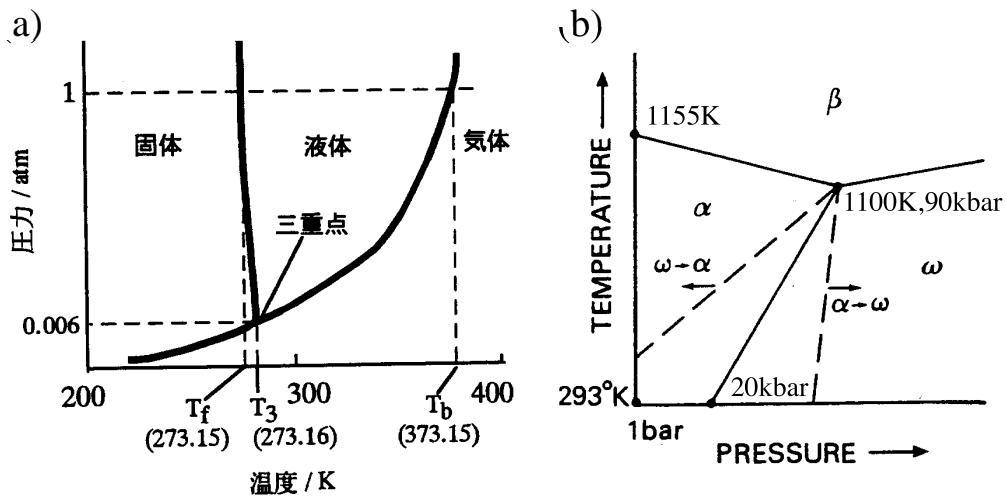 a)
1
固体
液体
気体
圧力 / atm
三重点
0.006
200
300
400
Tf
T3
Tb
(273.15)
(273.16)
(373.15)
温度 / K
b)
1155K
β
TEMPERATURE
α
1100K,90kbar
ω→α
ω
α→ω
293°K
20kbar
1bar
PRESSURE